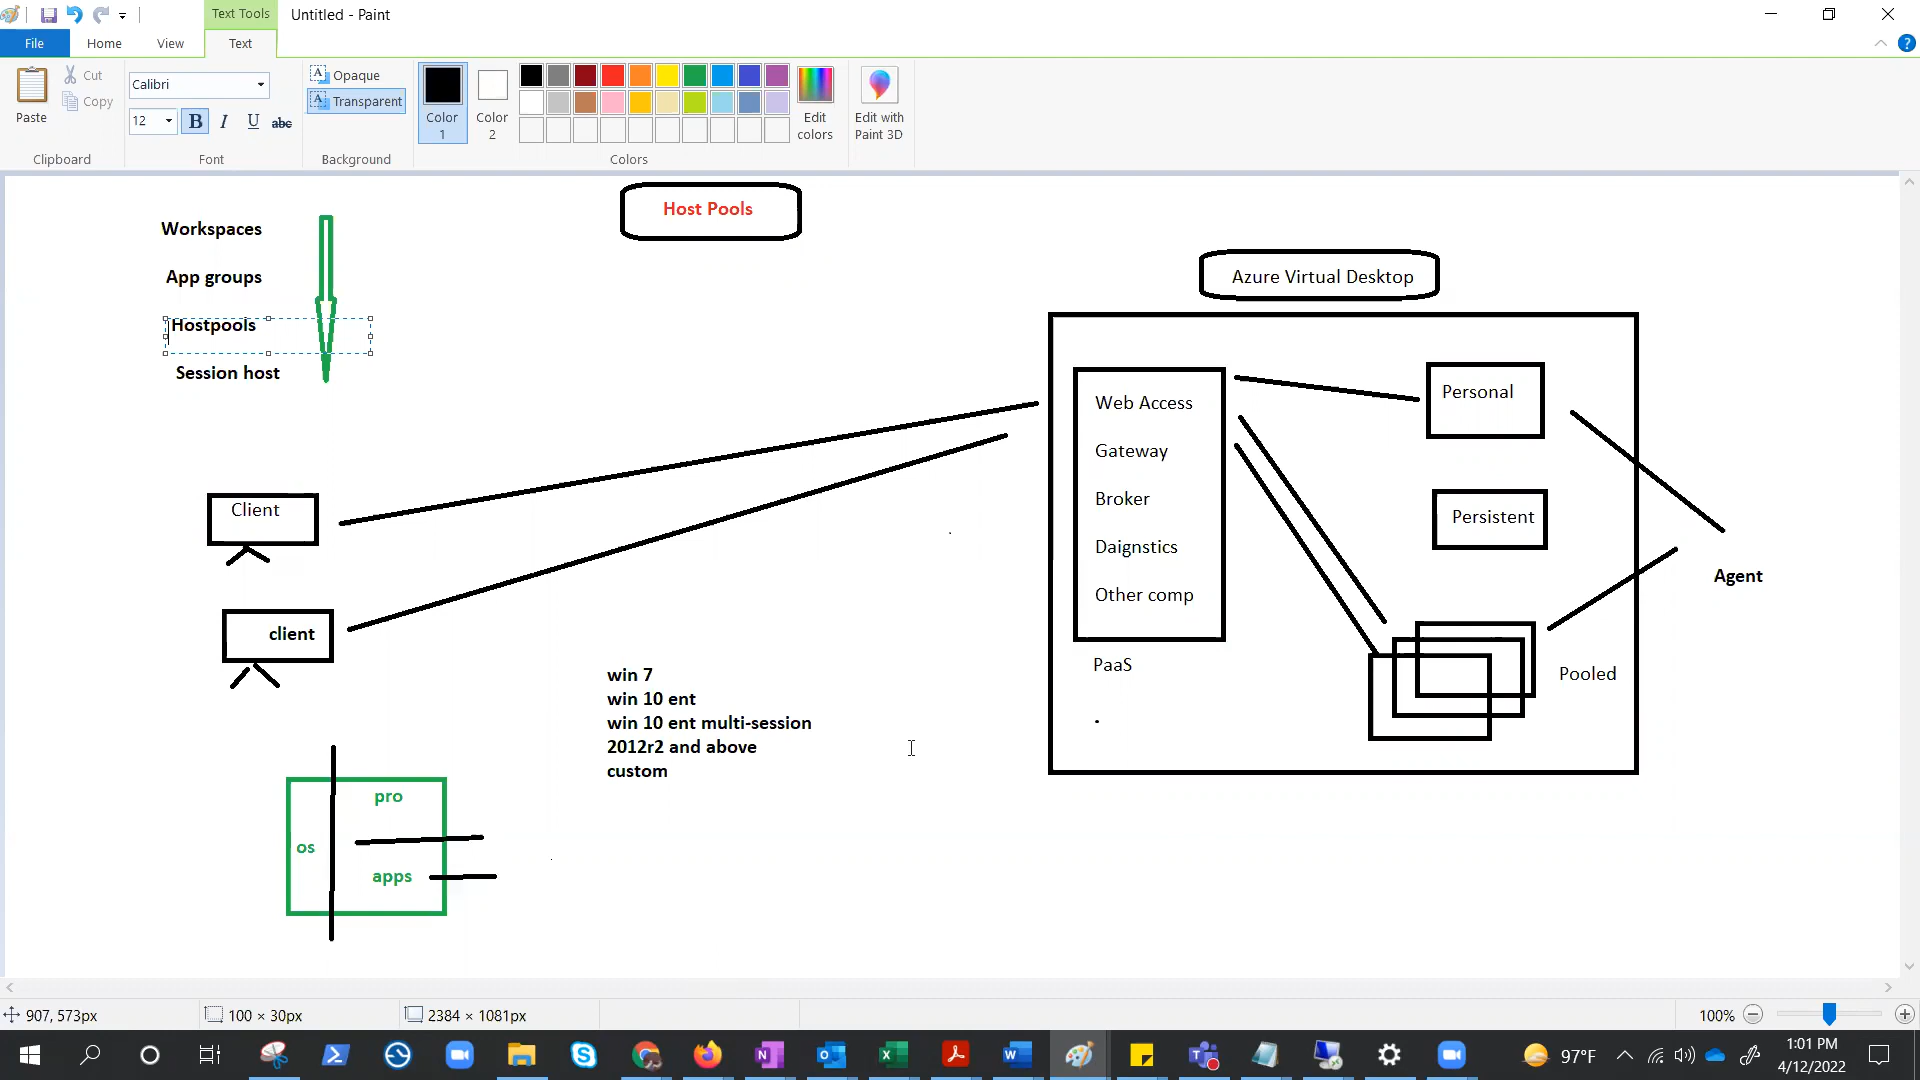 Text Tools
Untitled - Paint
File
Home
View
Text
Paste
Cut
Copy
Clipboard
Calibri
12
B
I
U
abc
Font
Opaque
Transparent
Background
Color
1
Color
2
Edit
colors
Colors
Edit with
Paint 3D
Host Pools
Workspaces
App groups
Hostpools
Session host
Azure Virtual Desktop
Web Access
Gateway
Broker
Daignstics
Other comp
PaaS
Personal
Persistent
Pooled
Agent
Client
client
win 7
win 10 ent
win 10 ent multi-session
2012r2 and above
custom
pro
os
apps
907, 573px
100 × 30px
2384 × 1081px
100%
97°F
1:01 PM
4/12/2022